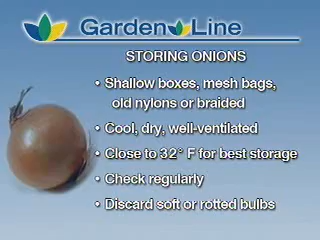 Garden Line
STORING ONIONS
• Shallow boxes, mesh bags,
old nylons or braided
• Cool, dry, well-ventilated
• Close to 32° F for best storage
• Check regularly
• Discard soft or rotted bulbs